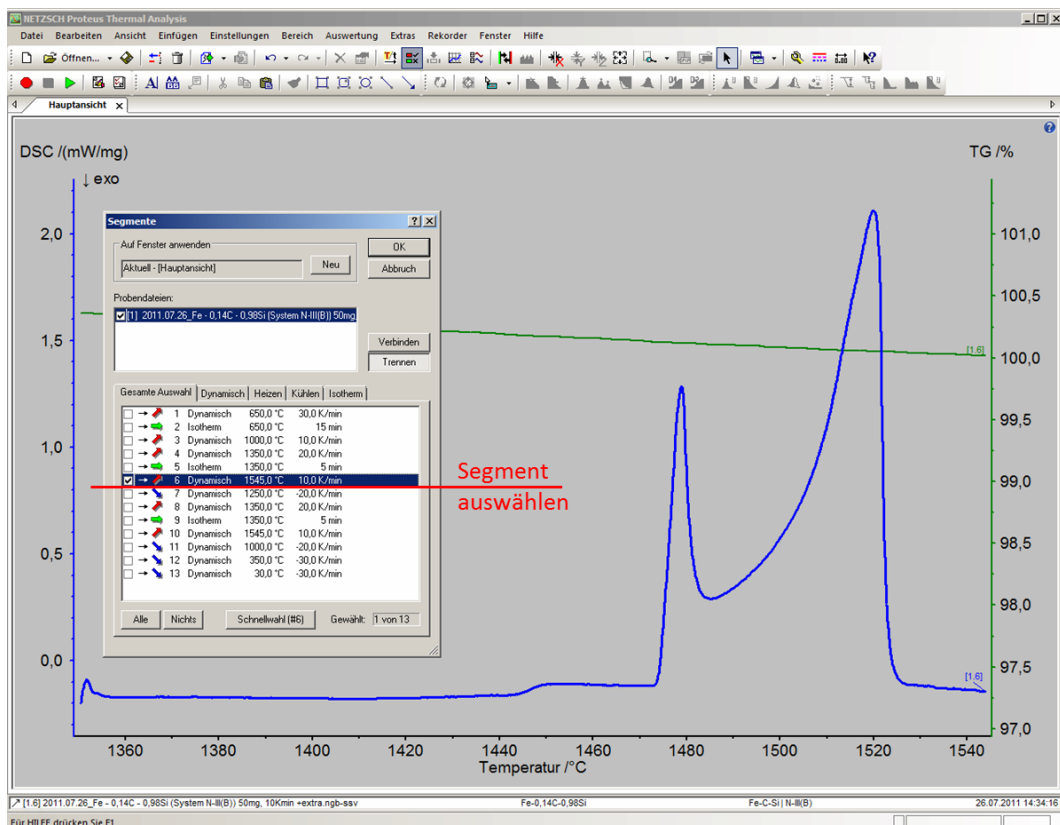 NETZSCH Proteus Thermal Analysis
Datei Bearbeiten Ansicht Einfügen Einstellungen Bereich Auswertung Extras Rekorder Fenster Hilfe
Öffnen...
Hauptansicht
DSC /(mW/mg)
TG /%
↓ exo
2,0
1,5
1,0
0,5
0,0
101,0
100,5
100,0
99,5
99,0
98,5
98,0
97,5
97,0
[1.6]
[1.6]
Segmente
Auf Fenster anwenden
Aktuell - [Hauptansicht]
Neu
OK
Abbruch
Probendateien:
[1] 2011.07.26_Fe - 0,14C - 0,98Si (System N-III(B)) 50mg
Verbinden
Trennen
Gesamte Auswahl Dynamisch Heizen Kühlen Isotherm
1 Dynamisch 650,0 °C 30,0 K/min
2 Isotherm 650,0 °C 15 min
3 Dynamisch 1000,0 °C 10,0 K/min
4 Dynamisch 1350,0 °C 20,0 K/min
5 Isotherm 1350,0 °C 5 min
6 Dynamisch 1545,0 °C 10,0 K/min
7 Dynamisch 1250,0 °C -20,0 K/min
8 Dynamisch 1350,0 °C 20,0 K/min
9 Isotherm 1350,0 °C 5 min
10 Dynamisch 1545,0 °C 10,0 K/min
11 Dynamisch 1000,0 °C -20,0 K/min
12 Dynamisch 350,0 °C -30,0 K/min
13 Dynamisch 30,0 °C -30,0 K/min
Alle Nichts Schnellwahl (#6) Gewählt: 1 von 13
Segment
auswählen
1360 1380 1400 1420 1440 1460 1480 1500 1520 1540
Temperatur /°C
[1.6] 2011.07.26_Fe - 0,14C - 0,98Si (System N-III(B)) 50mg, 10Kmin +extra.ngb-ssv Fe-0,14C-0,98Si Fe-C-Si | N-III(B) 26.07.2011 14:34:16
Für HILFE drücken Sie F1